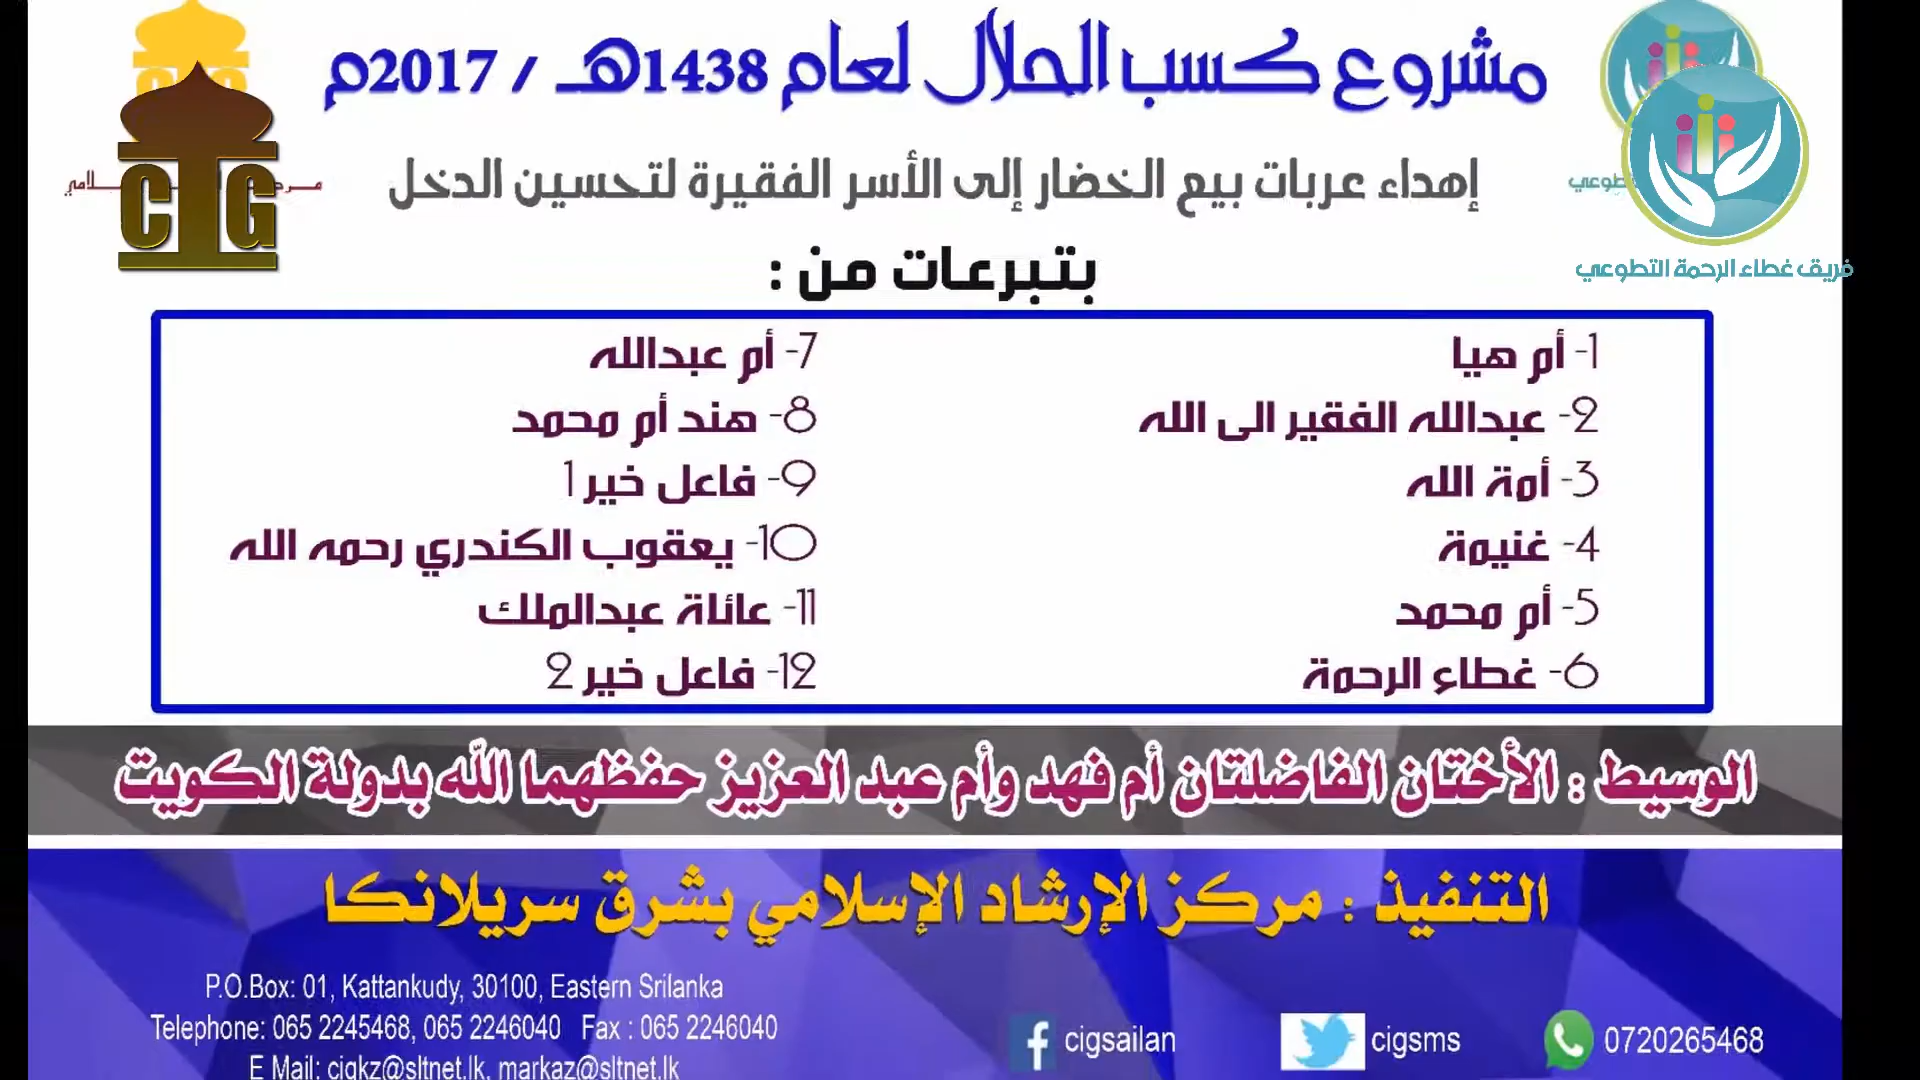 مشروع كسب الحلال لعام 1438هـ / 2017م
إهداء عربات بيع الخضار إلى الأسر الفقيرة لتحسين الدخل
CIG
فريق غطاء الرحمة التطوعي
بتبرعات من :
1- أم هيا
2- عبدالله الفقير الى الله
3- أمة الله
4- غنيمة
5- أم محمد
6- غطاء الرحمة
7- أم عبدالله
8- هند أم محمد
9- فاعل خير 1
10- يعقوب الكندري رحمه الله
11- عائلة عبدالملك
12- فاعل خير 2
الوسيط : الأختان الفاضلتان أم فهد وأم عبد العزيز حفظهما الله بدولة الكويت
التنفيذ : مركز الإرشاد الإسلامي بشرق سريلانكا
P.O.Box: 01, Kattankudy, 30100, Eastern Srilanka
Telephone: 065 2245468, 065 2246040 Fax : 065 2246040
E Mail: cigkz@sltnet.lk, markaz@sltnet.lk
cigsailan
cigsms
0720265468